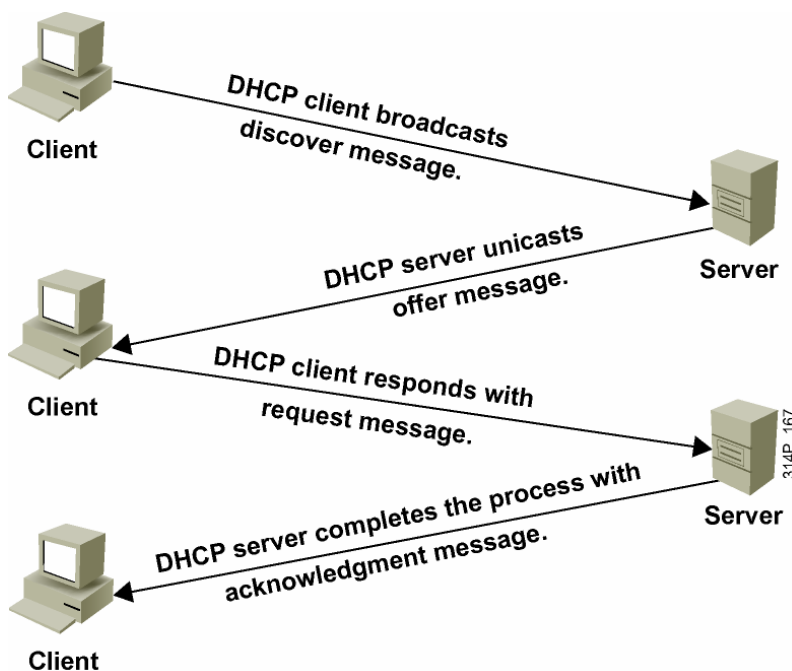 DHCP client broadcasts
discover message.
Client
Server
DHCP server unicasts
offer message.
Client
DHCP client responds with
request message.
Server
314P_167
DHCP server completes the process with
acknowledgment message.
Client